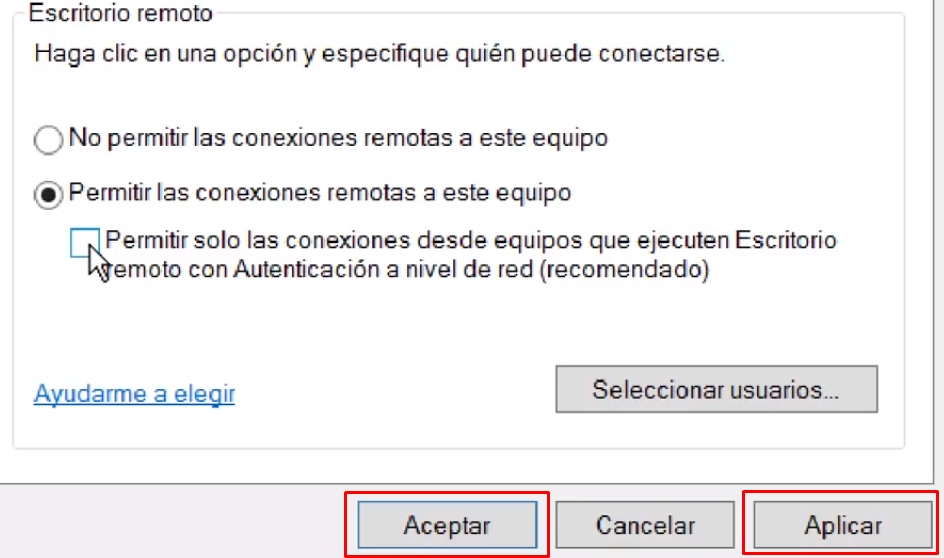 Escritorio remoto
Haga clic en una opción y especifique quién puede conectarse.
No permitir las conexiones remotas a este equipo
Permitir las conexiones remotas a este equipo
Permitir solo las conexiones desde equipos que ejecuten Escritorio
remoto con Autenticación a nivel de red (recomendado)
Ayudarme a elegir
Seleccionar usuarios...
Aceptar
Cancelar
Aplicar